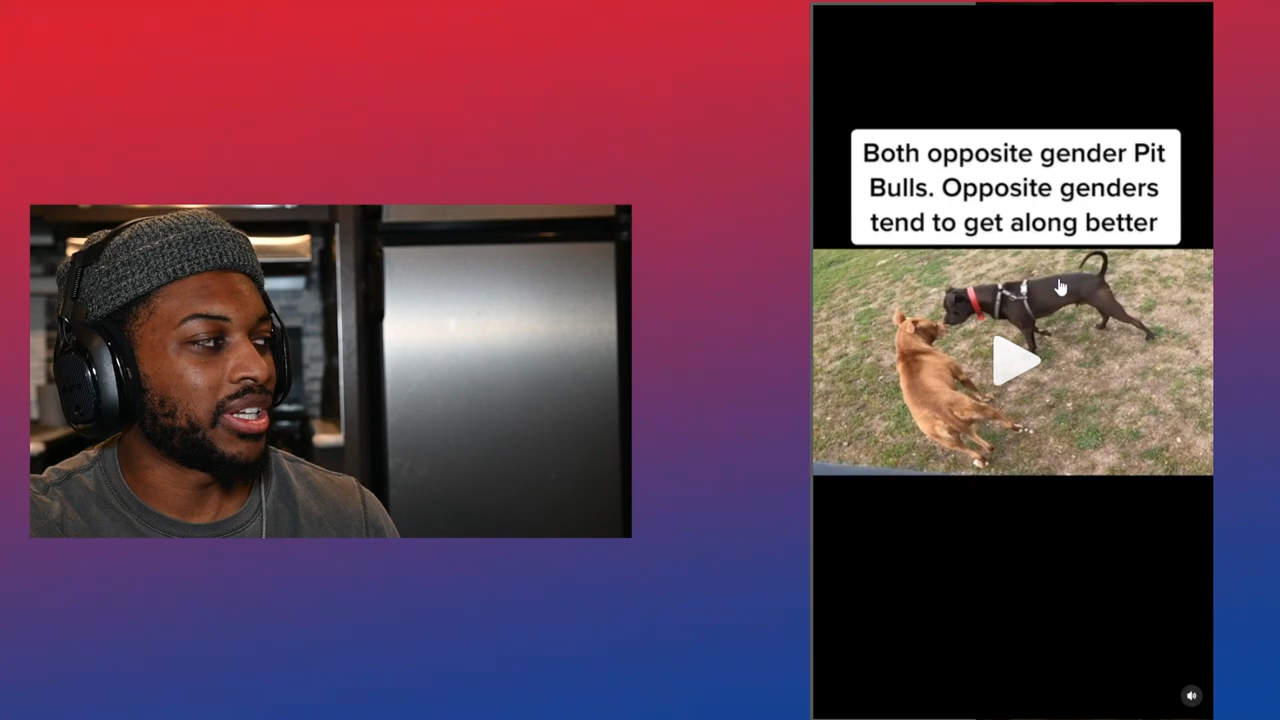 Both opposite gender Pit
Bulls. Opposite genders
tend to get along better